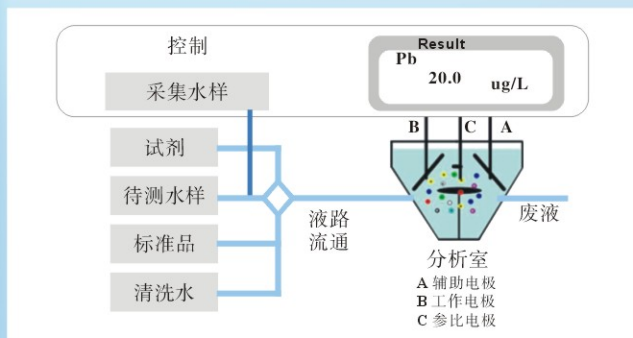 控制
Result
Pb
20.0
ug/L
采集水样
B
C
A
试剂
待测水样
标准品
清洗水
液路
流通
废液
分析室
A 辅助电极
B 工作电极
C 参比电极